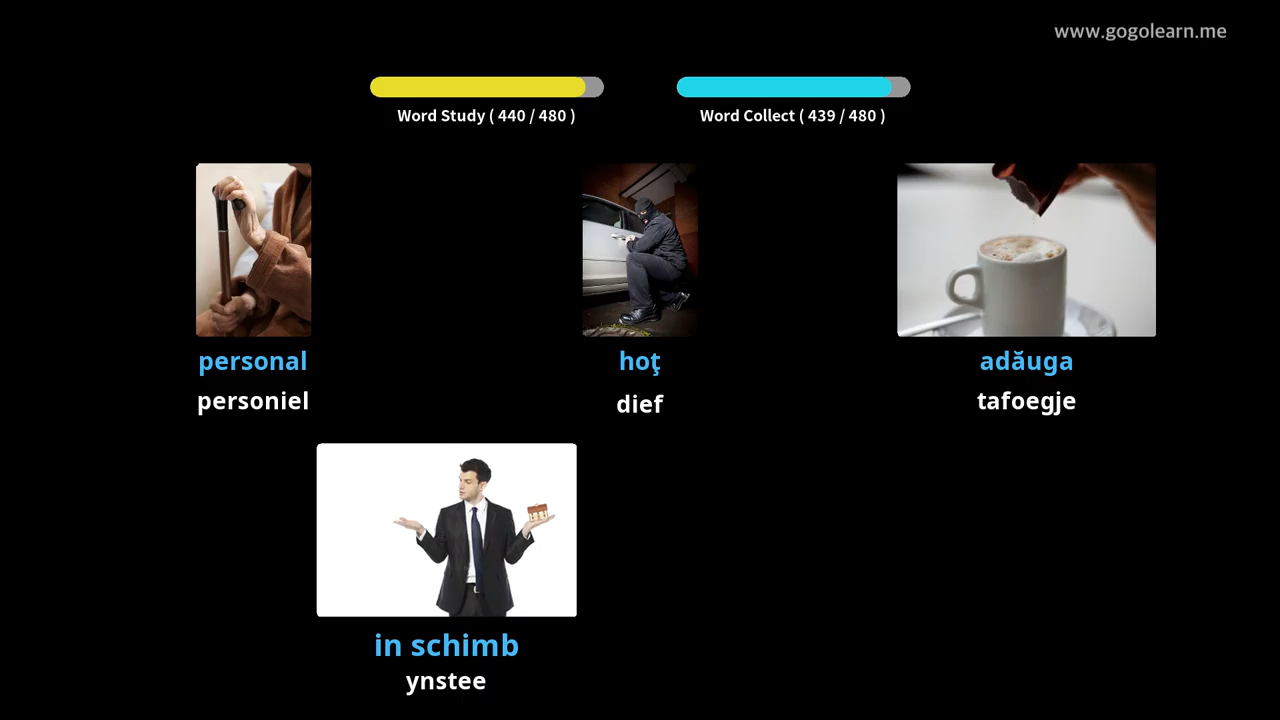 www.gogolearn.me
Word Study ( 440 / 480 )
Word Collect ( 439 / 480 )
personal
personiel
hoţ
dief
adăuga
tafoegje
in schimb
ynstee